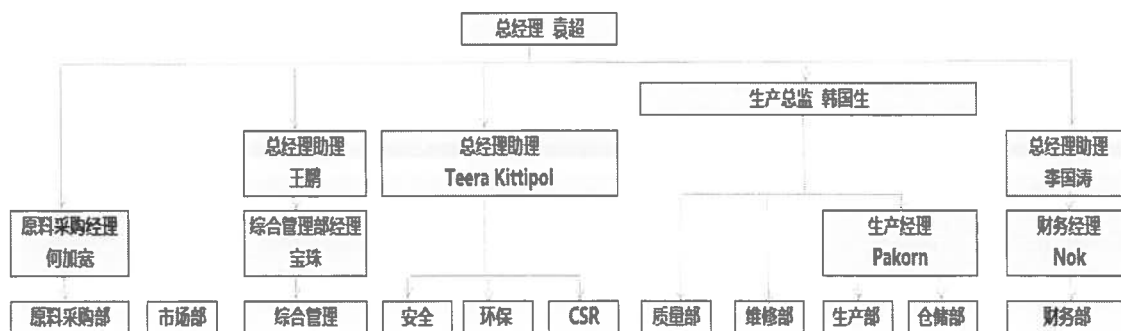 总经理 袁超
生产总监 韩国生
总经理助理
王鹏
总经理助理
Teera Kittipol
总经理助理
李国涛
原料采购经理
何加宽
综合管理部经理
宝珠
生产经理
Pakorn
财务经理
Nok
原料采购部
市场部
综合管理
安全
环保
CSR
质量部
维修部
生产部
仓储部
财务部